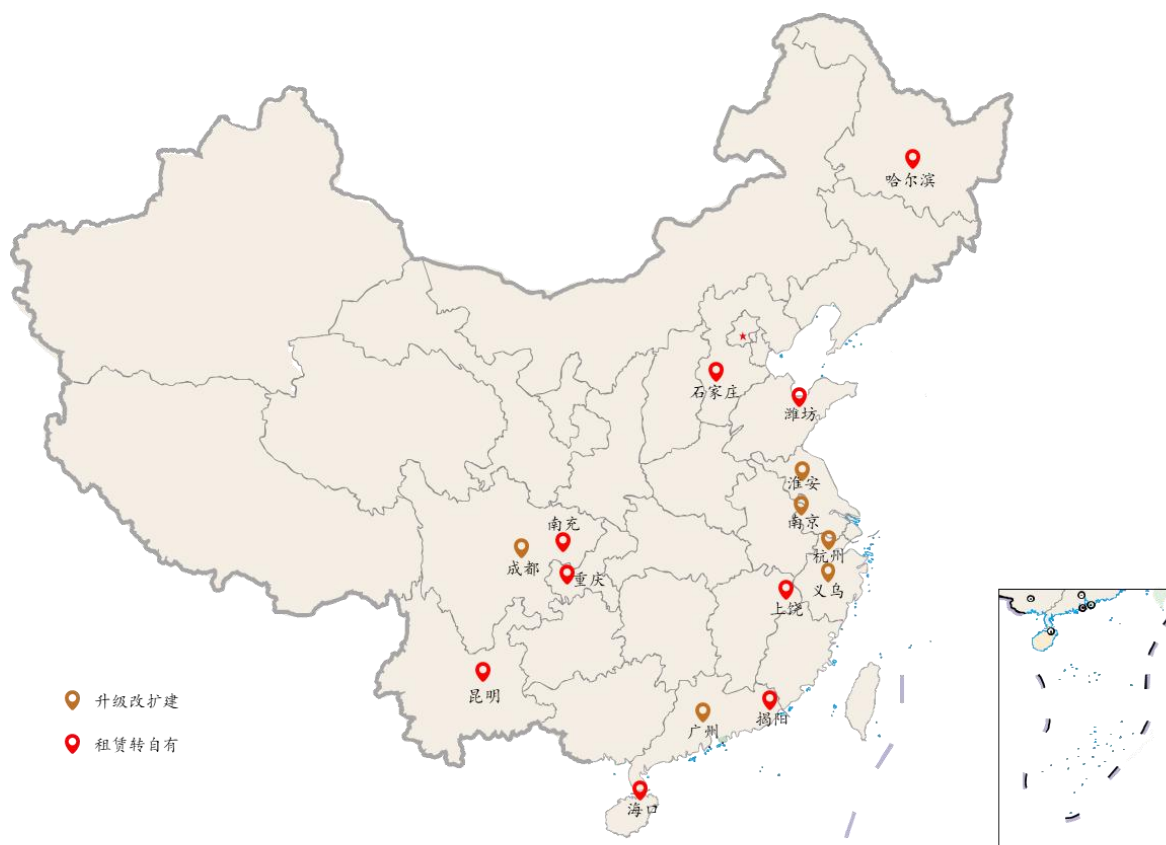 哈尔滨
石家庄
潍坊
淮安
南京
南充
杭州
成都
重庆
义乌
上饶
昆明
升级改扩建
揭阳
广州
租赁转自有
海口